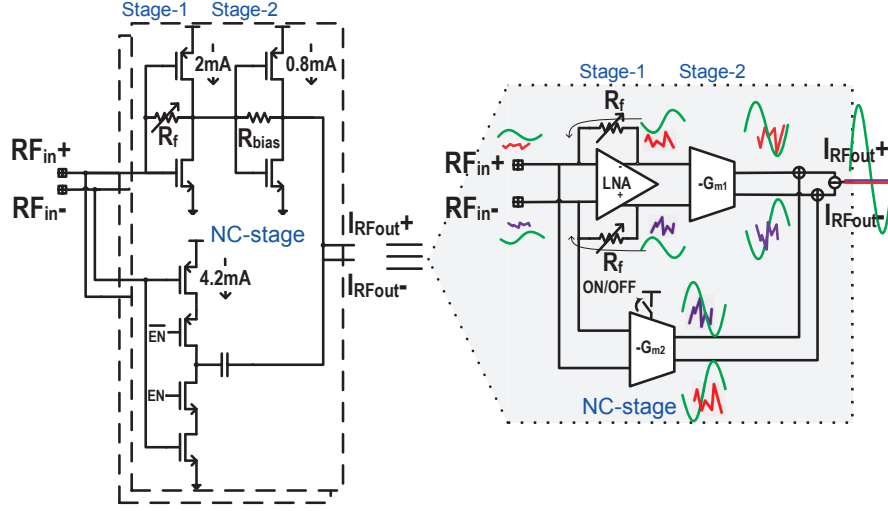 Stage-1 Stage-2
2mA 0.8mA
Rf Rbias
RFin+
RFin-
NC-stage
4.2mA
EN
EN
IRFout+
IRFout-
Stage-1 Stage-2
Rf
RFin+
LNA
- +
-Gm1
RFin-
Rf
ON/OFF
-Gm2
NC-stage
IRFout+
IRFout-